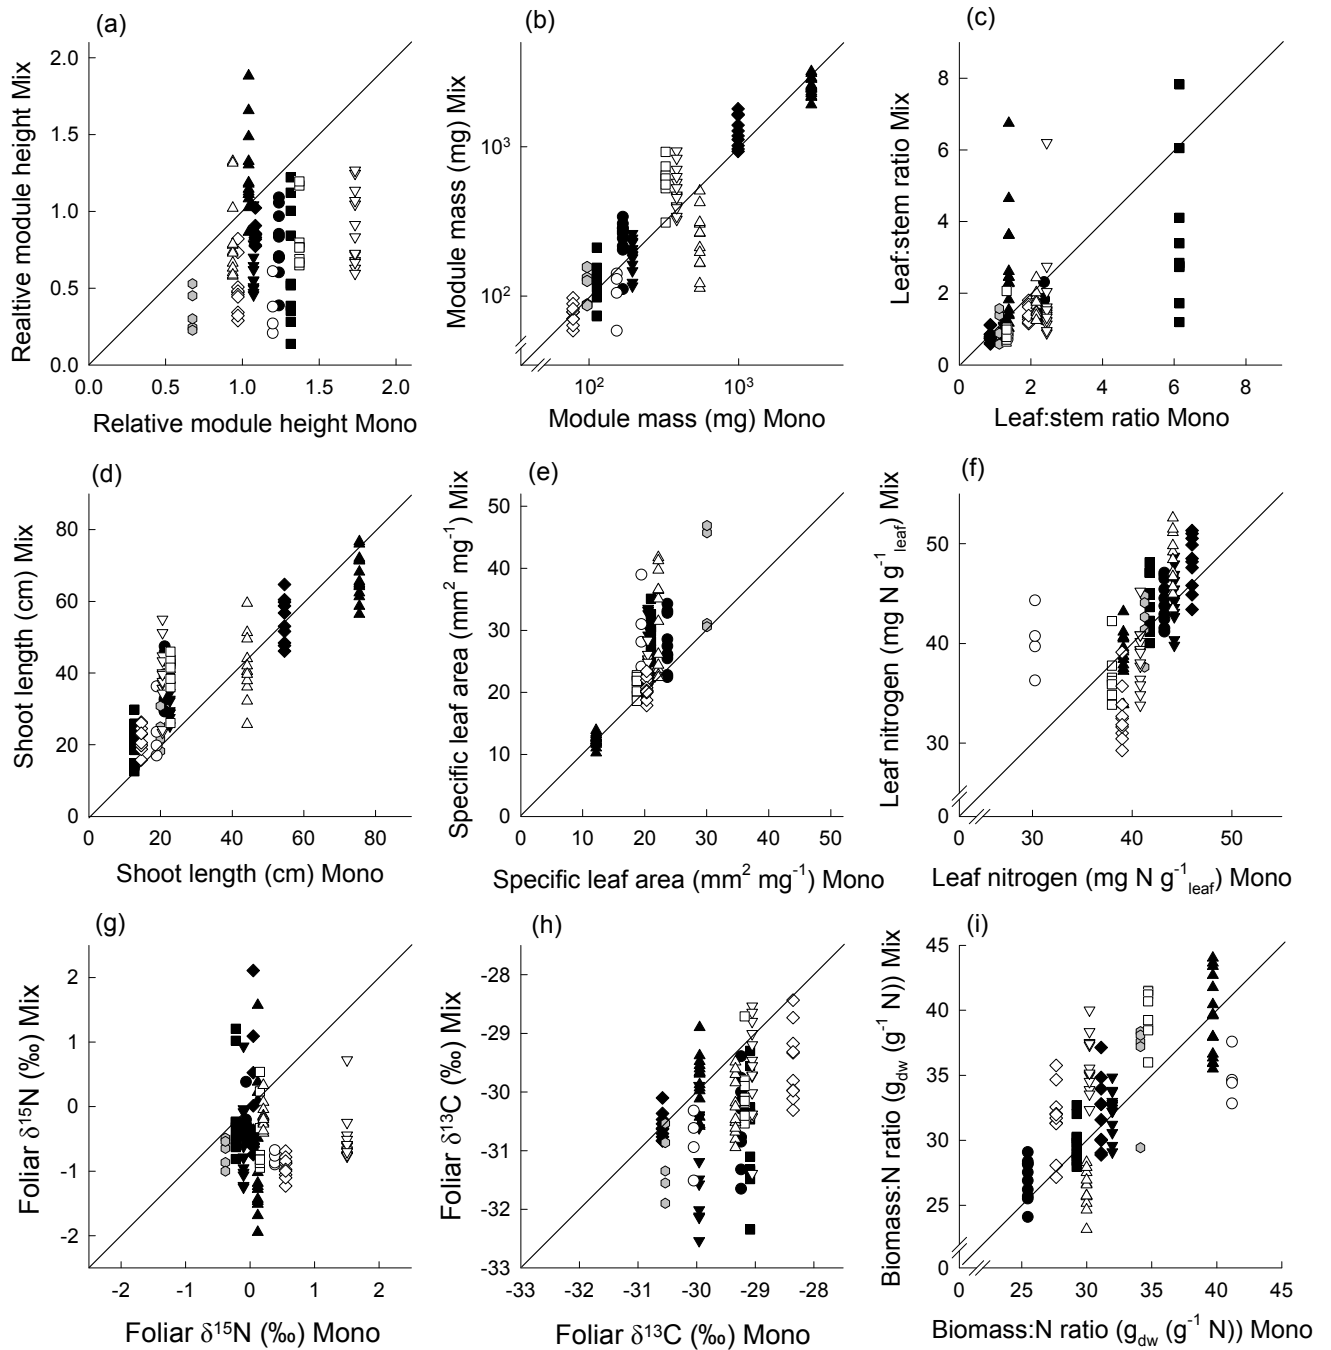 (a)
2.0
1.5
1.0
0.5
0.0
0.0 0.5 1.0 1.5 2.0
Realtive module height Mix
Relative module height Mono
(b)
10³
10²
10² 10³
Module mass (mg) Mix
Module mass (mg) Mono
(c)
8
6
4
2
0
0 2 4 6 8
Leaf:stem ratio Mix
Leaf:stem ratio Mono
(d)
80
60
40
20
0
0 20 40 60 80
Shoot length (cm) Mix
Shoot length (cm) Mono
(e)
50
40
30
20
10
0
0 10 20 30 40 50
Specific leaf area (mm² mg⁻¹) Mix
Specific leaf area (mm² mg⁻¹) Mono
(f)
50
40
30
0
0 30 40 50
Leaf nitrogen (mg N g⁻¹leaf) Mix
Leaf nitrogen (mg N g⁻¹leaf) Mono
(g)
2
1
0
-1
-2
-2 -1 0 1 2
Foliar δ¹⁵N (‰) Mix
Foliar δ¹⁵N (‰) Mono
(h)
-28
-29
-30
-31
-32
-33
-33 -32 -31 -30 -29 -28
Foliar δ¹³C (‰) Mix
Foliar δ¹³C (‰) Mono
(i)
45
40
35
30
25
0
0 25 30 35 40 45
Biomass:N ratio (gdw (g⁻¹ N)) Mix
Biomass:N ratio (gdw (g⁻¹ N)) Mono